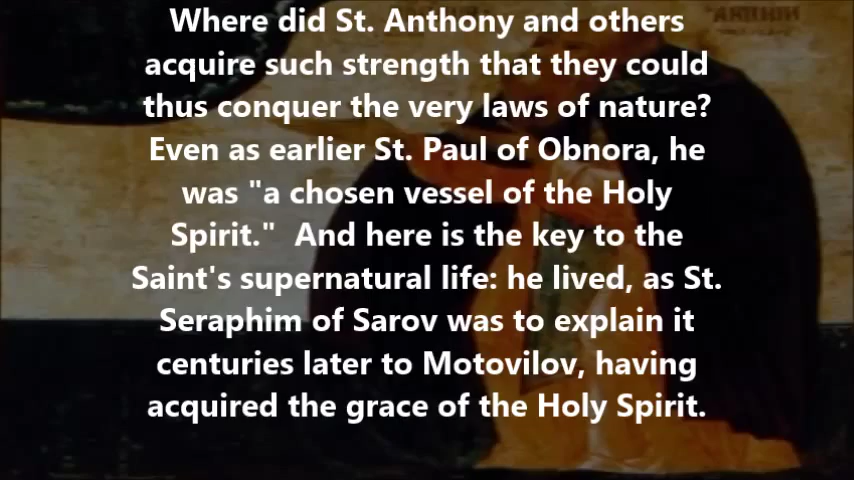 Where did St. Anthony and others
acquire such strength that they could
thus conquer the very laws of nature?
Even as earlier St. Paul of Obnora, he
was "a chosen vessel of the Holy
Spirit."  And here is the key to the
Saint's supernatural life: he lived, as St.
Seraphim of Sarov was to explain it
centuries later to Motovilov, having
acquired the grace of the Holy Spirit.